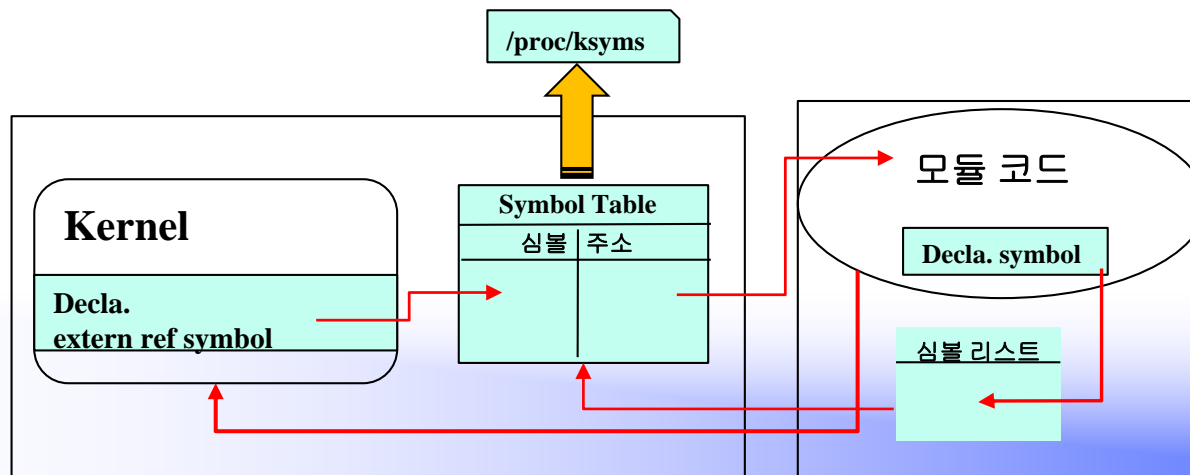 /proc/ksyms
Kernel
Decla.
extern ref symbol
Symbol Table
심볼 주소
모듈 코드
Decla. symbol
심볼 리스트